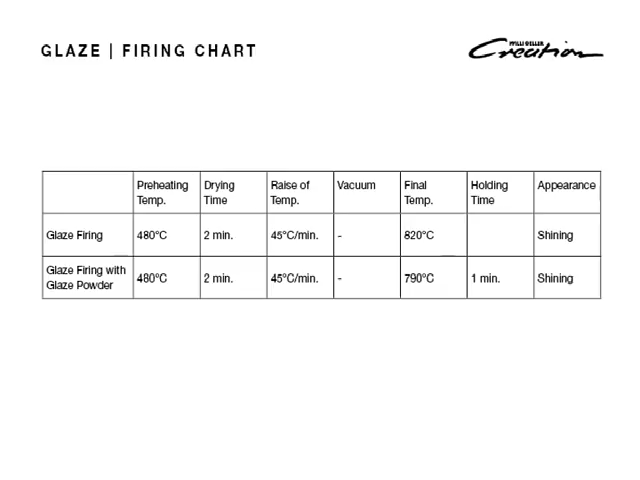 GLAZE | FIRING CHART
WILLI GELLER
Creation
Preheating Temp. Drying Time Raise of Temp. Vacuum Final Temp. Holding Time Appearance
Glaze Firing 480°C 2 min. 45°C/min. - 820°C Shining
Glaze Firing with Glaze Powder 480°C 2 min. 45°C/min. - 790°C 1 min. Shining